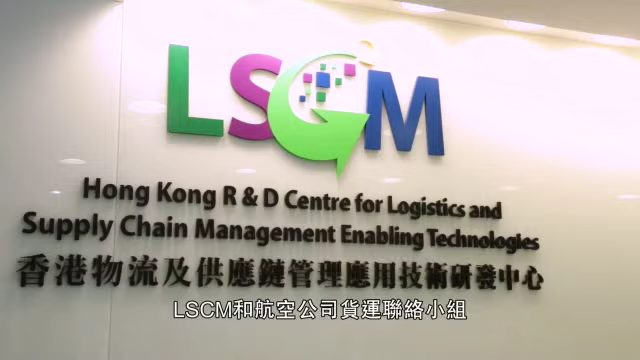 LSCM
Hong Kong R & D Centre for Logistics and
Supply Chain Management Enabling Technologies
香港物流及供應鏈管理應用技術研發中心
LSCM和航空公司貨運聯絡小組